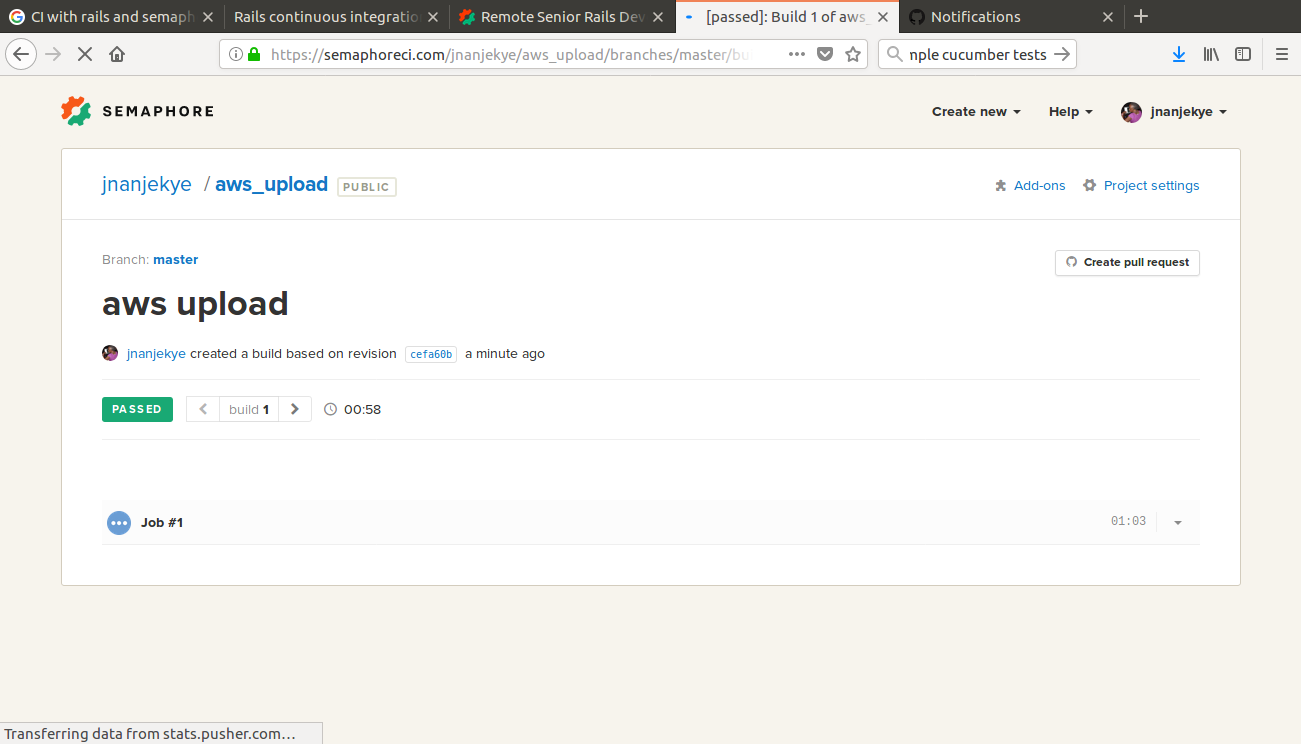 CI with rails and semaph
Rails continuous integratio
Remote Senior Rails Dev
[passed]: Build 1 of aws_
Notifications
https://semaphoreci.com/jnanjekye/aws_upload/branches/master/bu
nple cucumber tests
SEMAPHORE
Create new
Help
jnanjekye
jnanjekye / aws_upload PUBLIC
Add-ons
Project settings
Branch: master
Create pull request
aws upload
jnanjekye created a build based on revision cefa60b a minute ago
PASSED
build 1
00:58
Job #1
01:03
Transferring data from stats.pusher.com…